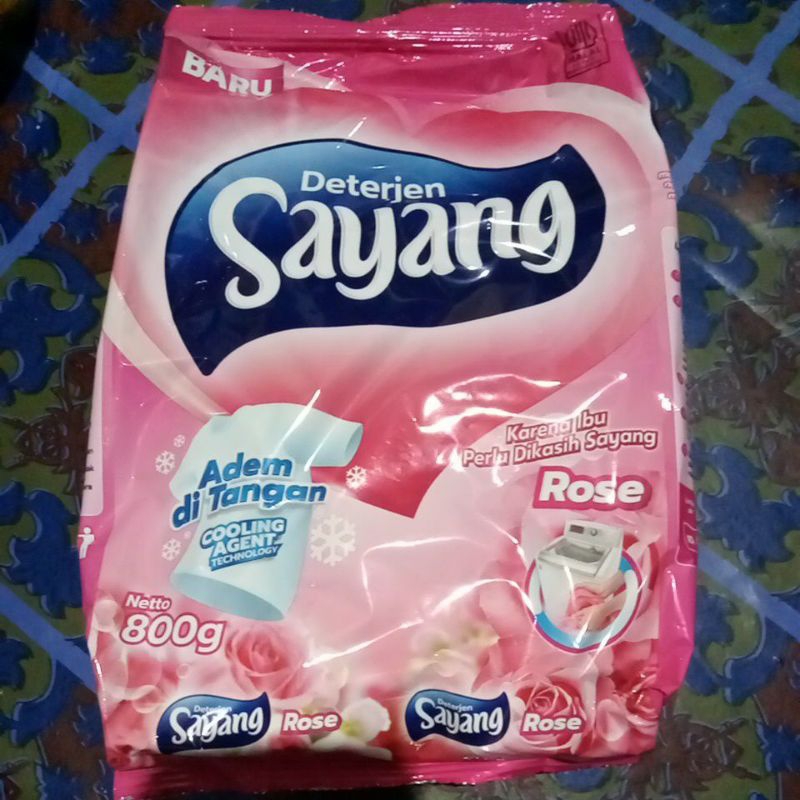 BARU
Deterjen
Sayang
Karena Ibu
Perlu Dikasih Sayang
Rose
Adem
di Tangan
COOLING
AGENT
TECHNOLOGY
Netto
800g
Deterjen
Sayang
Rose
Deterjen
Sayang
Rose